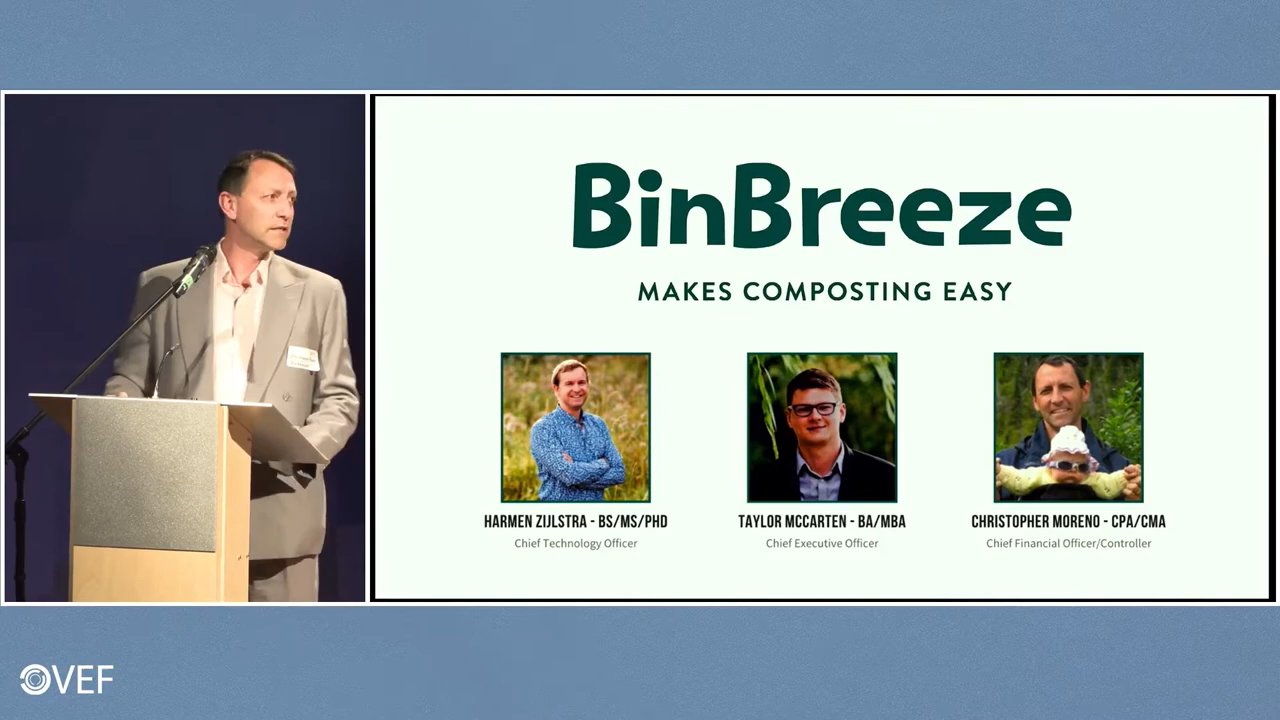 BinBreeze
MAKES COMPOSTING EASY
HARMEN ZIJLSTRA - BS/MS/PHD
Chief Technology Officer
TAYLOR MCCARTEN - BA/MBA
Chief Executive Officer
CHRISTOPHER MORENO - CPA/CMA
Chief Financial Officer/Controller
VEF